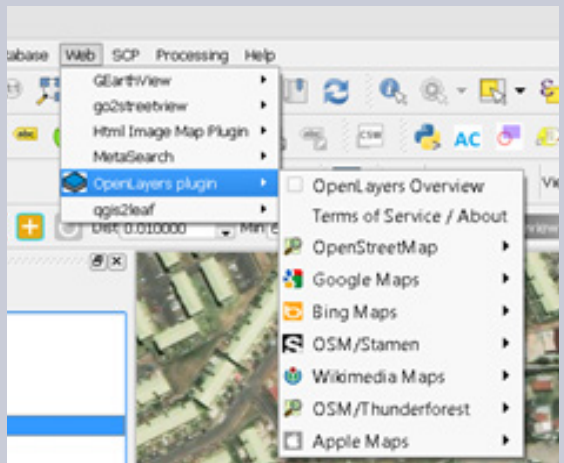 tabase Web SCP Processing Help
GEarthView
go2streetview
Html Image Map Plugin
MetaSearch
OpenLayers plugin
qgis2leaf
abc
CSW
AC
Dist 0.010000
OpenLayers Overview
Terms of Service / About
OpenStreetMap
Google Maps
Bing Maps
OSM/Stamen
Wikimedia Maps
OSM/Thunderforest
Apple Maps